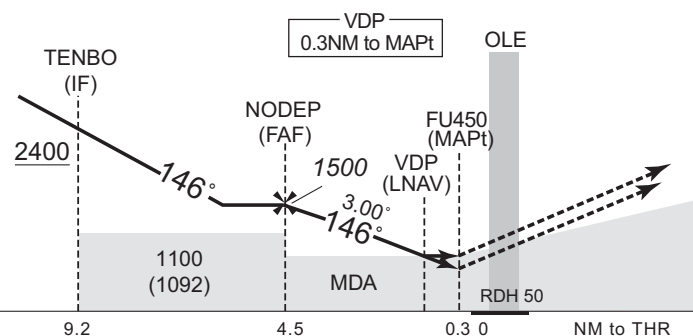 VDP
0.3NM to MAPt
OLE
TENBO
(IF)
NODEP
(FAF)
FU450
(MAPt)
2400
146°
1500
VDP
(LNAV)
3.00°
146°
1100
(1092)
MDA
RDH 50
9.2 4.5 0.3 0 NM to THR